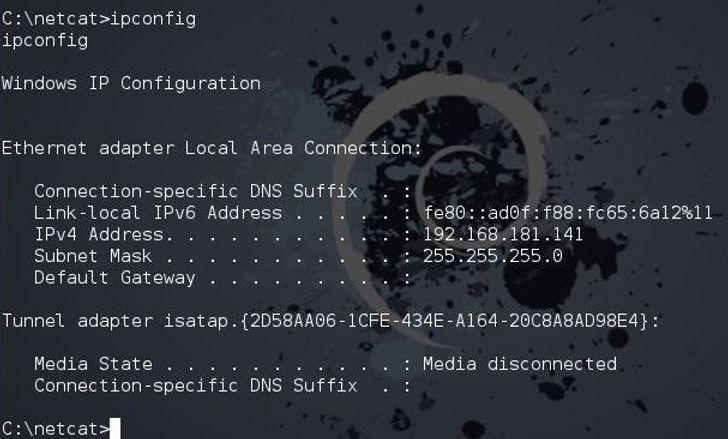 C:\netcat>ipconfig
ipconfig
Windows IP Configuration
Ethernet adapter Local Area Connection:
Connection-specific DNS Suffix  . :
Link-local IPv6 Address . . . . . : fe80::ad0f:f88:fc65:6a12%11
IPv4 Address. . . . . . . . . . . : 192.168.181.141
Subnet Mask . . . . . . . . . . . : 255.255.255.0
Default Gateway . . . . . . . . . :
Tunnel adapter isatap.{2D58AA06-1CFE-434E-A164-20C8A8AD98E4}:
Media State . . . . . . . . . . . : Media disconnected
Connection-specific DNS Suffix  . :
C:\netcat>